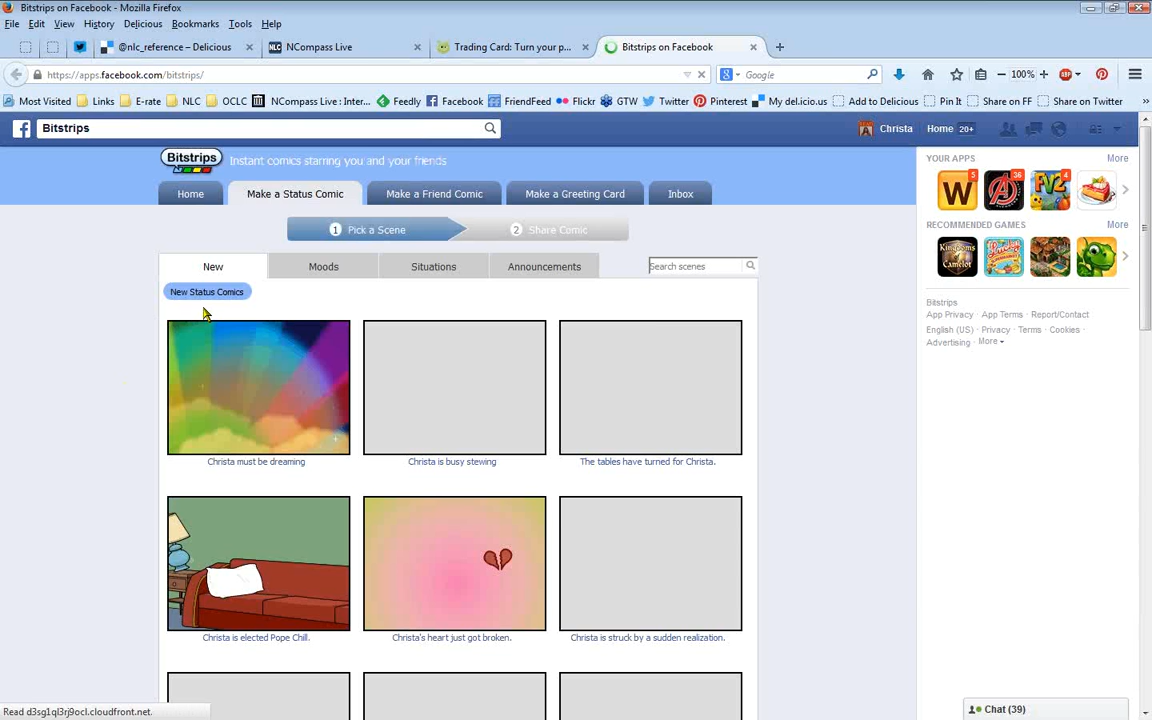 Bitstrips on Facebook - Mozilla Firefox
File Edit View History Delicious Bookmarks Tools Help
@nlc_reference – Delicious NCompass Live Trading Card: Turn your p... Bitstrips on Facebook
https://apps.facebook.com/bitstrips/ Google 100%
Most Visited Links E-rate NLC OCLC NCompass Live: Inter... Feedly Facebook FriendFeed Flickr GTW Twitter Pinterest My del.icio.us Add to Delicious Pin It Share on FF Share on Twitter »
Bitstrips Christa Home 20+
Bitstrips Instant comics starring you and your friends
Home Make a Status Comic Make a Friend Comic Make a Greeting Card Inbox
1 Pick a Scene 2 Share Comic
New Moods Situations Announcements Search scenes
New Status Comics
Christa must be dreaming Christa is busy stewing The tables have turned for Christa.
Christa is elected Pope Chill. Christa's heart just got broken. Christa is struck by a sudden realization.
YOUR APPS More
W 5 36 FV2 4
RECOMMENDED GAMES More
Bitstrips
App Privacy · App Terms · Report/Contact
English (US) · Privacy · Terms · Cookies ·
Advertising · More
Read d3sg1ql3rj9ocl.cloudfront.net.
Chat (39)